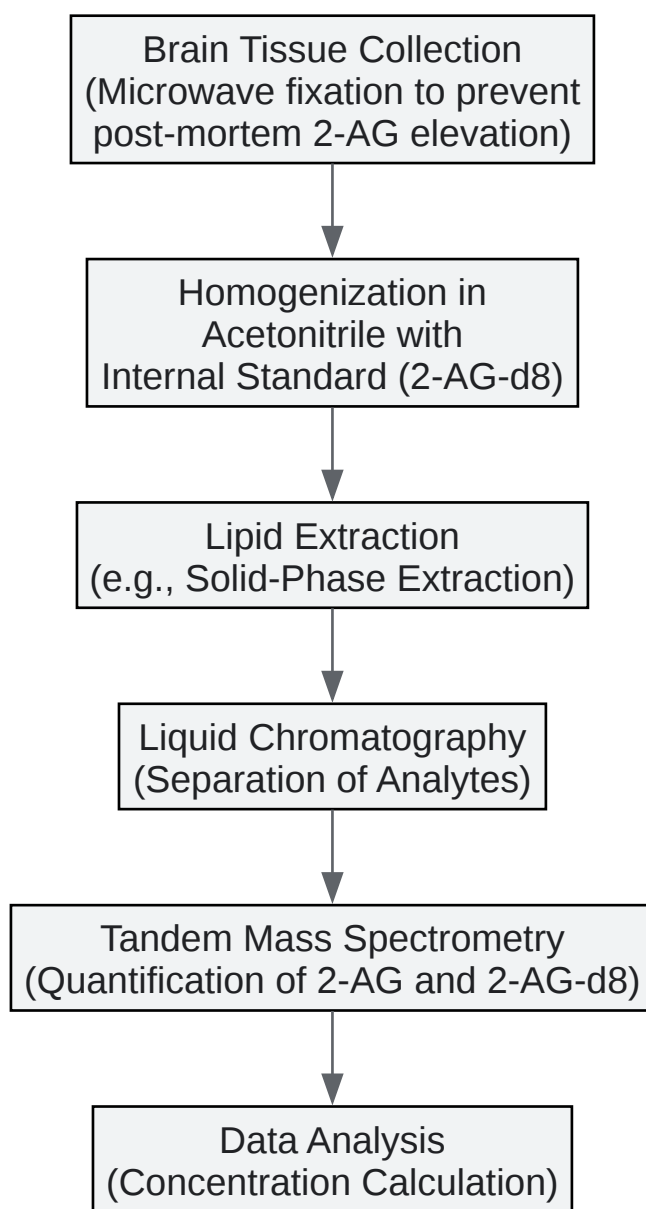 Brain Tissue Collection
(Microwave fixation to prevent
post-mortem 2-AG elevation)
Homogenization in
Acetonitrile with
Internal Standard (2-AG-d8)
Lipid Extraction
(e.g., Solid-Phase Extraction)
Liquid Chromatography
(Separation of Analytes)
Tandem Mass Spectrometry
(Quantification of 2-AG and 2-AG-d8)
Data Analysis
(Concentration Calculation)